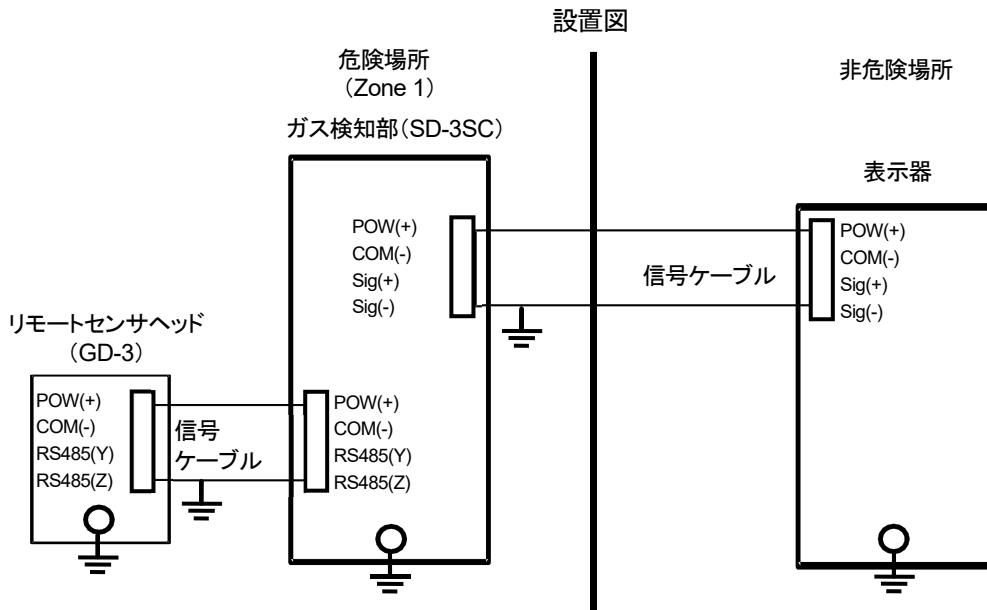 設置図
危険場所
（Zone 1）
非危険場所
ガス検知部（SD-3SC）
表示器
POW(+)
COM(-)
Sig(+)
Sig(-)
信号ケーブル
POW(+)
COM(-)
Sig(+)
Sig(-)
リモートセンサヘッド
（GD-3）
POW(+)
COM(-)
RS485(Y)
RS485(Z)
信号
ケーブル
POW(+)
COM(-)
RS485(Y)
RS485(Z)